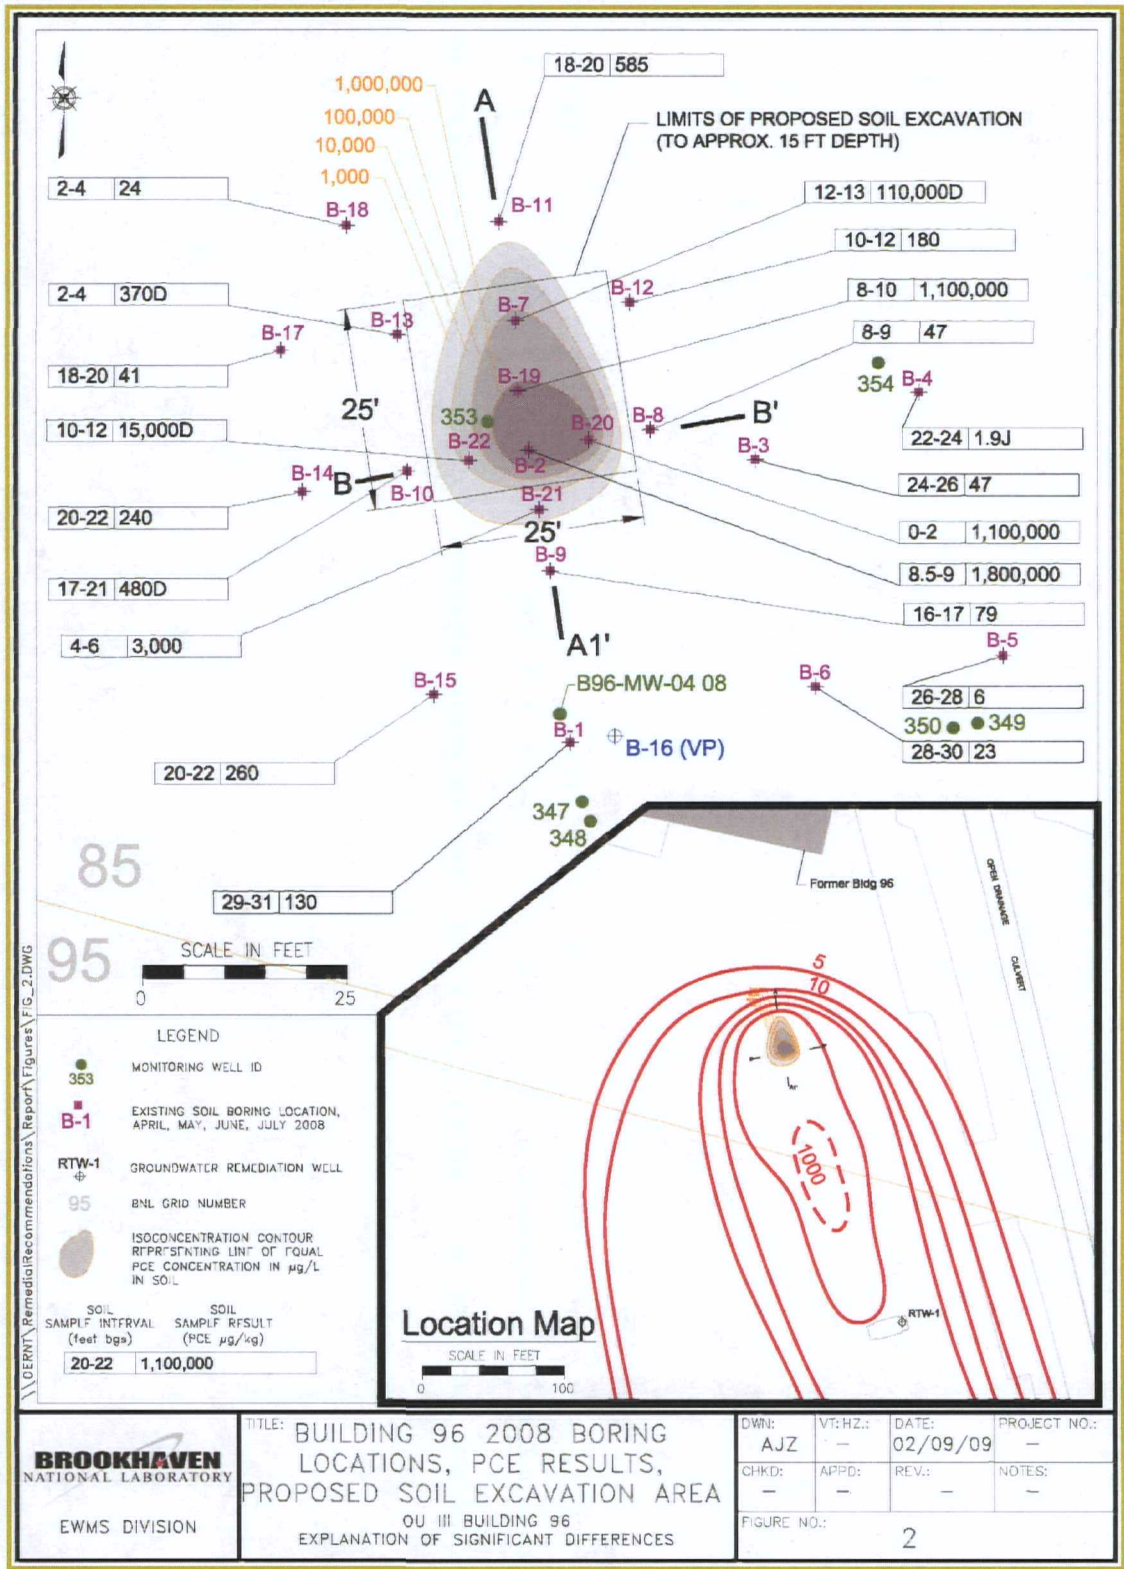 18-20 585
1,000,000
100,000
10,000
1,000
A
LIMITS OF PROPOSED SOIL EXCAVATION
(TO APPROX. 15 FT DEPTH)
2-4 24
B-18
B-11
12-13 110,000D
10-12 180
2-4 370D
B-13
B-7
B-12
8-10 1,100,000
B-17
8-9 47
18-20 41
B-19
354
B-4
25'
353
B-20
B-8
B'
10-12 15,000D
B-22
B-2
B-3
22-24 1.9J
B-14
B
B-10
B-21
24-26 47
20-22 240
25'
0-2 1,100,000
B-9
8.5-9 1,800,000
17-21 480D
16-17 79
4-6 3,000
A1'
B-5
B-15
B96-MW-04 08
B-6
26-28 6
B-1
B-16 (VP)
350
349
28-30 23
20-22 260
347
348
85
29-31 130
Former Bldg 96
OPEN DRAINAGE
CULVERT
95
SCALE IN FEET
0 25
5
10
1000
RTW-1
Location Map
SCALE IN FEET
0 100
LEGEND
353
MONITORING WELL ID
B-1
EXISTING SOIL BORING LOCATION,
APRIL, MAY, JUNE, JULY 2008
RTW-1
GROUNDWATER REMEDIATION WELL
95
BNL GRID NUMBER
ISOCONCENTRATION CONTOUR
REPRESENTING LINE OF EQUAL
PCE CONCENTRATION IN µg/L
IN SOIL
SOIL
SAMPLE INTERVAL
(feet bgs)
SOIL
SAMPLE RESULT
(PCE µg/kg)
20-22 1,100,000
\\OERNT\RemedialRecommendations\Report\Figures\FIG_2.DWG
BROOKHAVEN
NATIONAL LABORATORY
EWMS DIVISION
TITLE: BUILDING 96 2008 BORING
LOCATIONS, PCE RESULTS,
PROPOSED SOIL EXCAVATION AREA
OU III BUILDING 96
EXPLANATION OF SIGNIFICANT DIFFERENCES
DWN: AJZ
VT:HZ.: –
DATE: 02/09/09
PROJECT NO.: –
CHKD: –
APPD: –
REV.: –
NOTES: –
FIGURE NO.: 2